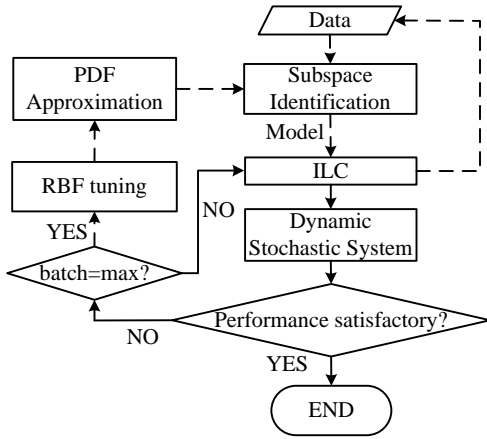 Data
PDF
Approximation
Subspace
Identification
Model
RBF tuning
ILC
NO
YES
Dynamic
Stochastic System
batch=max?
Performance satisfactory?
NO
YES
END